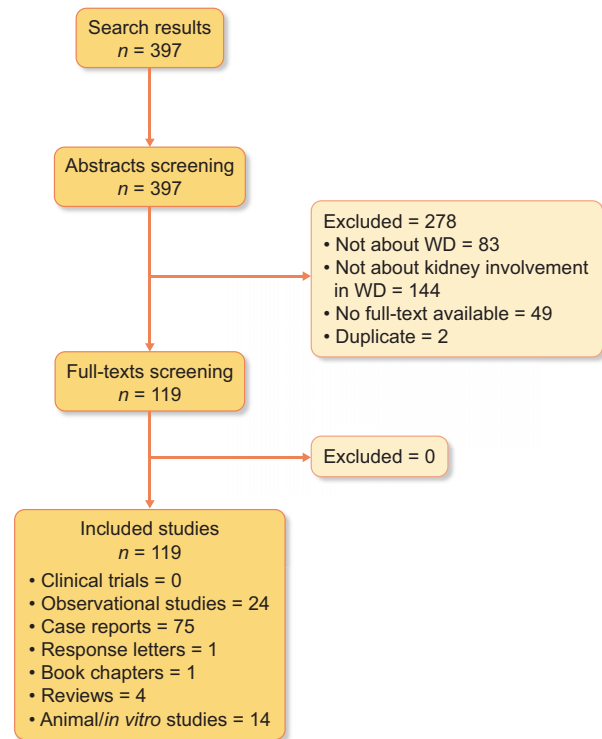 Search results
n = 397
Abstracts screening
n = 397
Excluded = 278
• Not about WD = 83
• Not about kidney involvement
in WD = 144
• No full-text available = 49
• Duplicate = 2
Full-texts screening
n = 119
Excluded = 0
Included studies
n = 119
• Clinical trials = 0
• Observational studies = 24
• Case reports = 75
• Response letters = 1
• Book chapters = 1
• Reviews = 4
• Animal/in vitro studies = 14